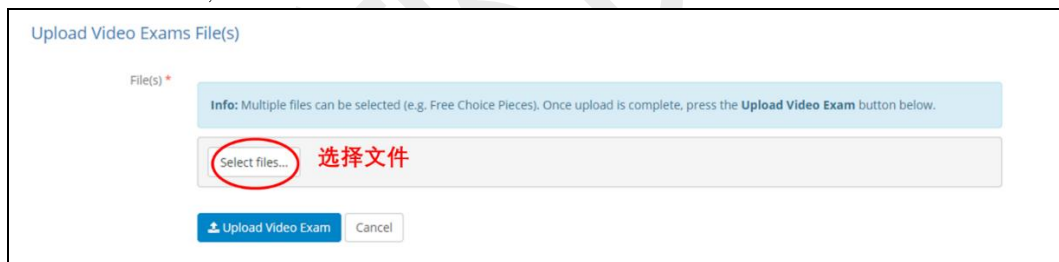 Upload Video Exams File(s)
File(s) *
Info: Multiple files can be selected (e.g. Free Choice Pieces). Once upload is complete, press the Upload Video Exam button below.
Select files... 选择文件
Upload Video Exam Cancel